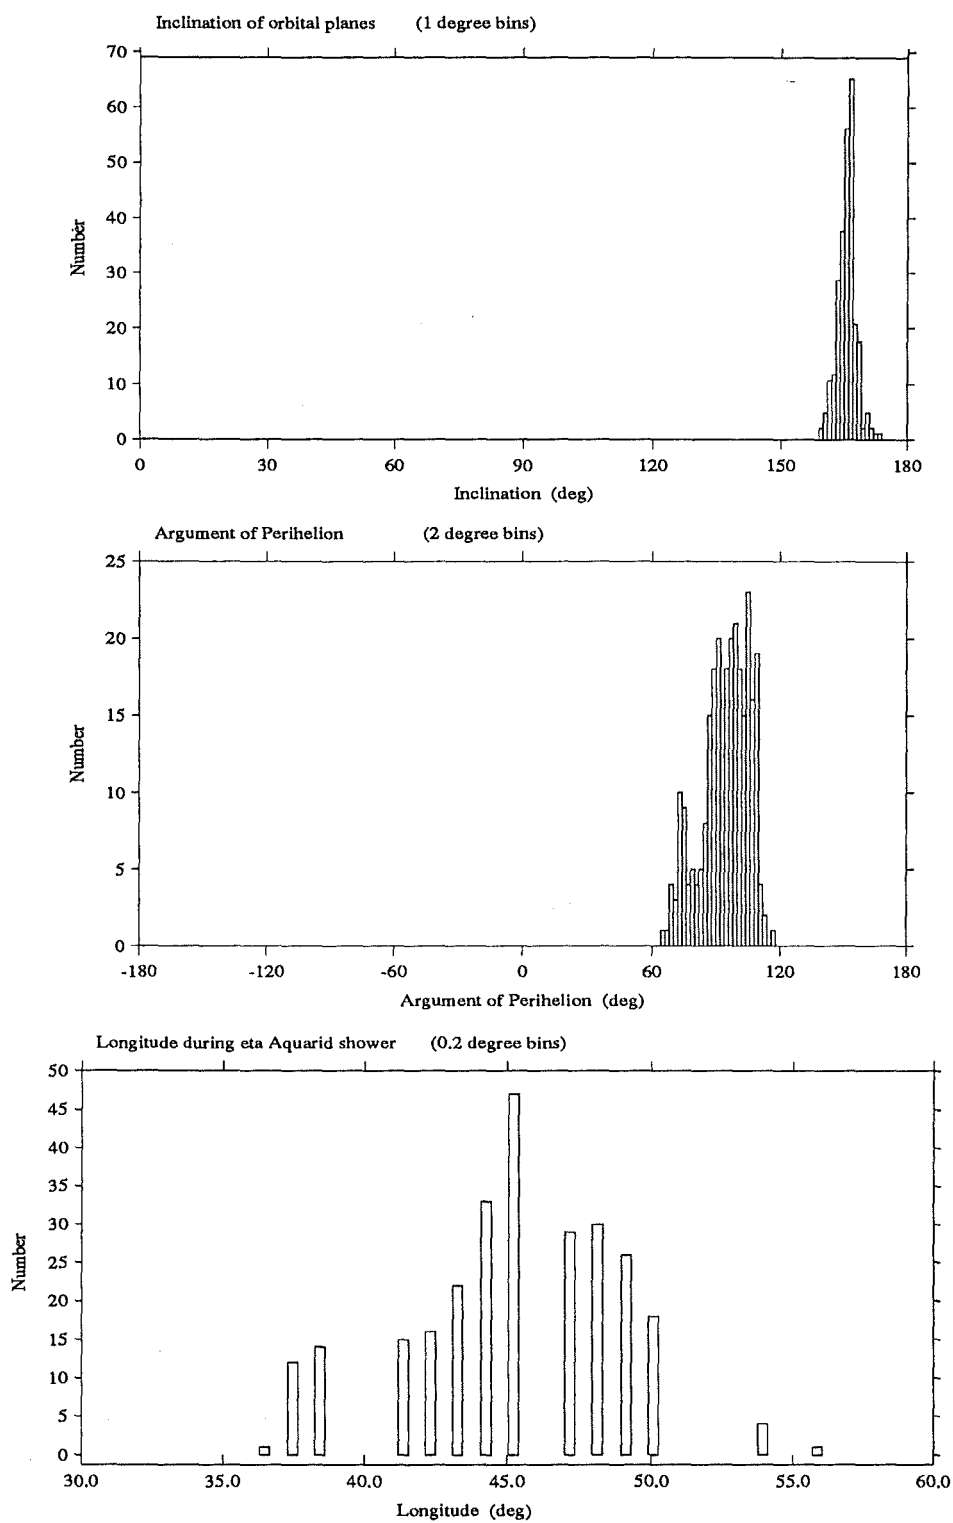 Inclination of orbital planes (1 degree bins)
70
60
50
40
30
20
10
0
Number
0 30 60 90 120 150 180
Inclination (deg)
Argument of Perihelion (2 degree bins)
25
20
15
10
5
0
Number
-180 -120 -60 0 60 120 180
Argument of Perihelion (deg)
Longitude during eta Aquarid shower (0.2 degree bins)
50
45
40
35
30
25
20
15
10
5
0
Number
30.0 35.0 40.0 45.0 50.0 55.0 60.0
Longitude (deg)